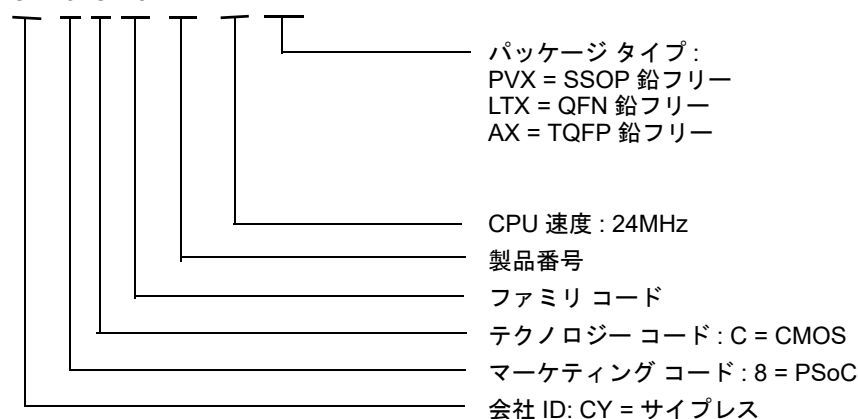 パッケージ タイプ :
PVX = SSOP 鉛フリー
LTX = QFN 鉛フリー
AX = TQFP 鉛フリー
CPU 速度 : 24MHz
製品番号
ファミリ コード
テクノロジー コード : C = CMOS
マーケティング コード : 8 = PSoC
会社 ID: CY = サイプレス